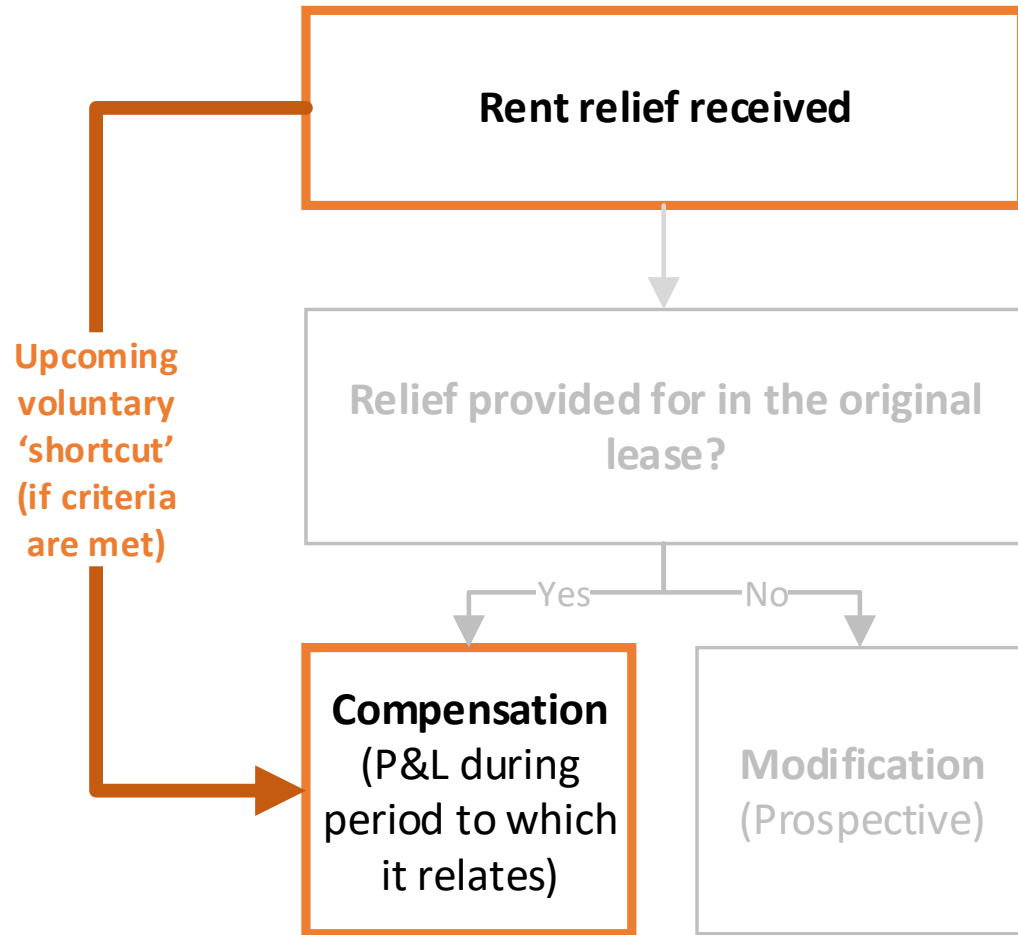 Rent relief received
Upcoming
voluntary
‘shortcut’
(if criteria
are met)
Relief provided for in the original
lease?
Yes
No
Compensation
(P&L during
period to which
it relates)
Modification
(Prospective)